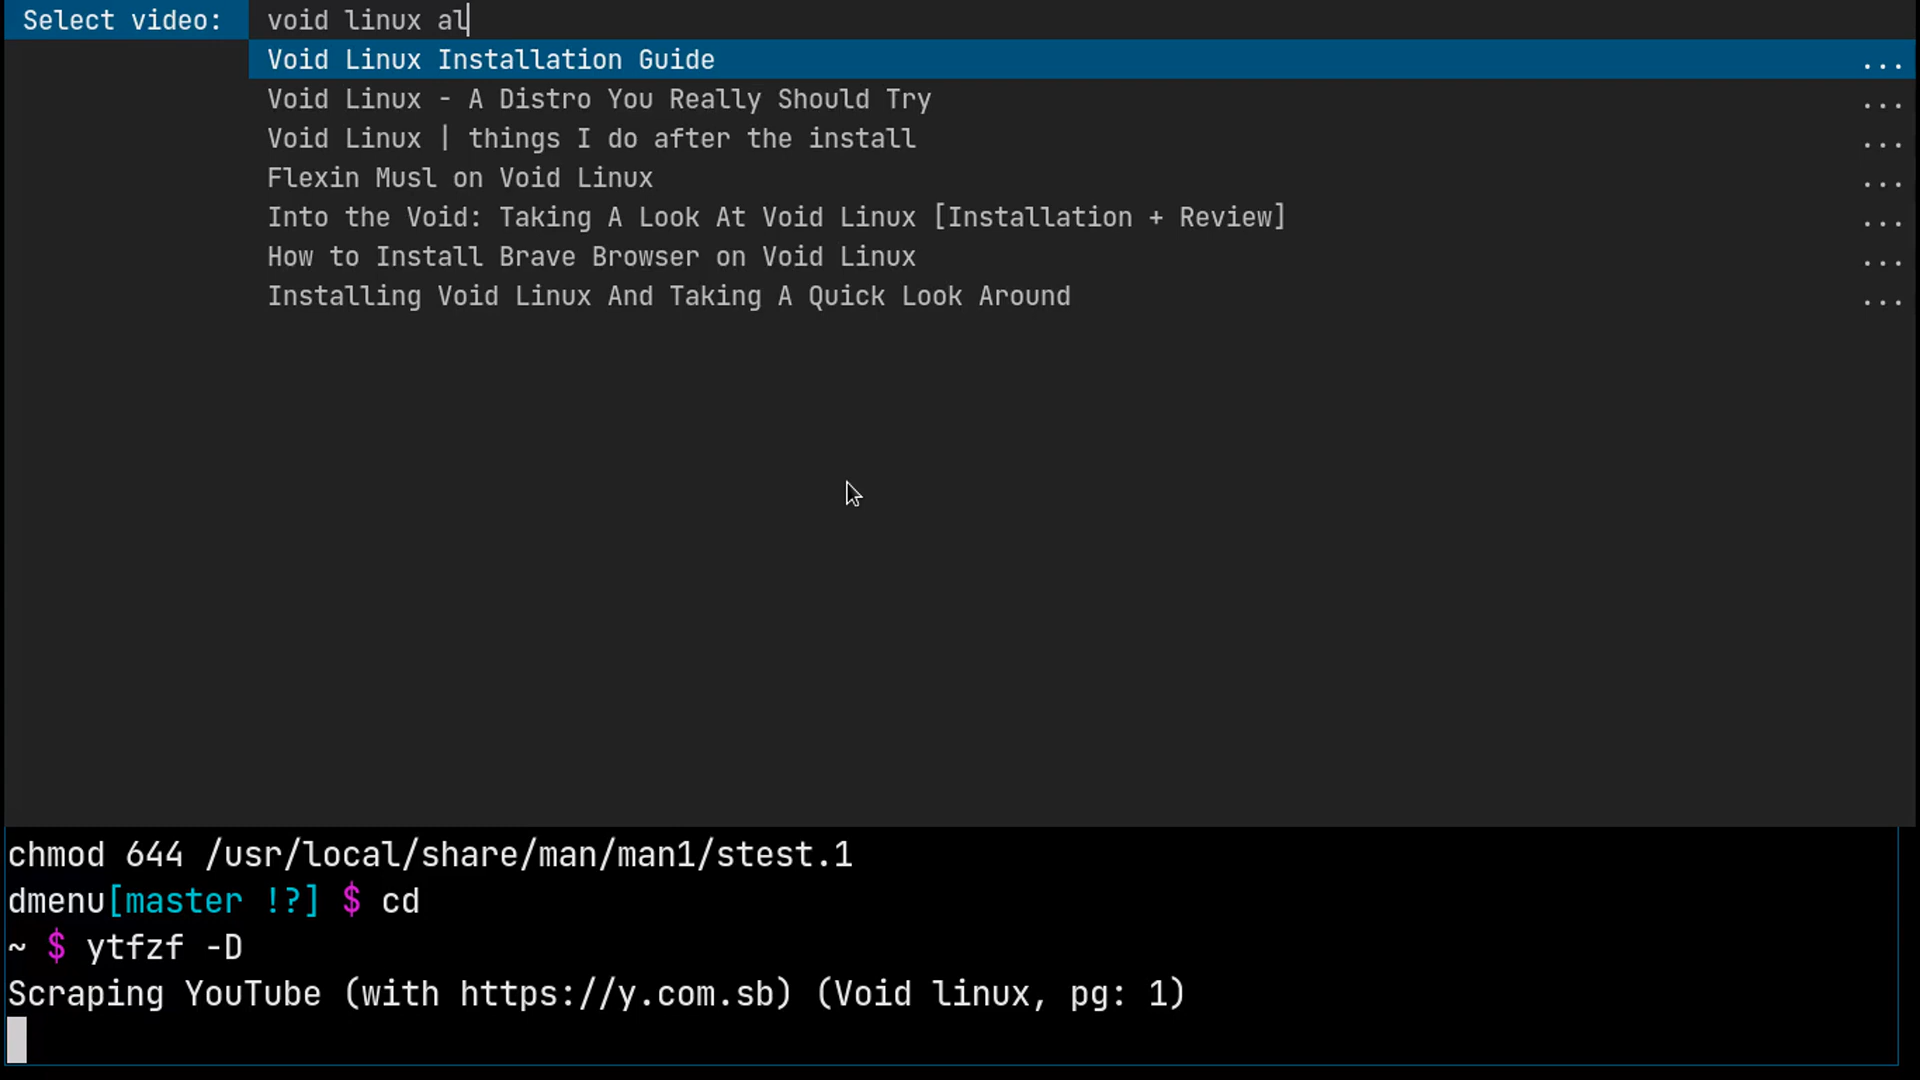 Select video: void linux al
Void Linux Installation Guide ...
Void Linux - A Distro You Really Should Try ...
Void Linux | things I do after the install ...
Flexin Musl on Void Linux ...
Into the Void: Taking A Look At Void Linux [Installation + Review] ...
How to Install Brave Browser on Void Linux ...
Installing Void Linux And Taking A Quick Look Around ...
chmod 644 /usr/local/share/man/man1/stest.1
dmenu[master !?] $ cd
~ $ ytfzf -D
Scraping YouTube (with https://y.com.sb) (Void linux, pg: 1)